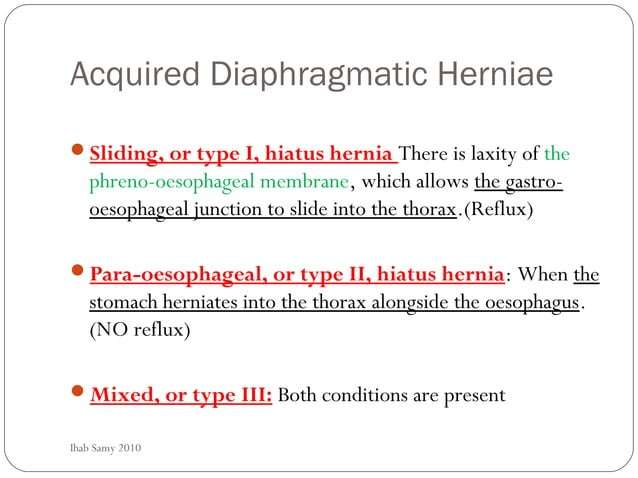 Acquired Diaphragmatic Herniae
Sliding, or type I, hiatus hernia There is laxity of the
phreno-oesophageal membrane, which allows the gastro-
oesophageal junction to slide into the thorax.(Reflux)
Para-oesophageal, or type II, hiatus hernia: When the
stomach herniates into the thorax alongside the oesophagus.
(NO reflux)
Mixed, or type III: Both conditions are present
Ihab Samy 2010